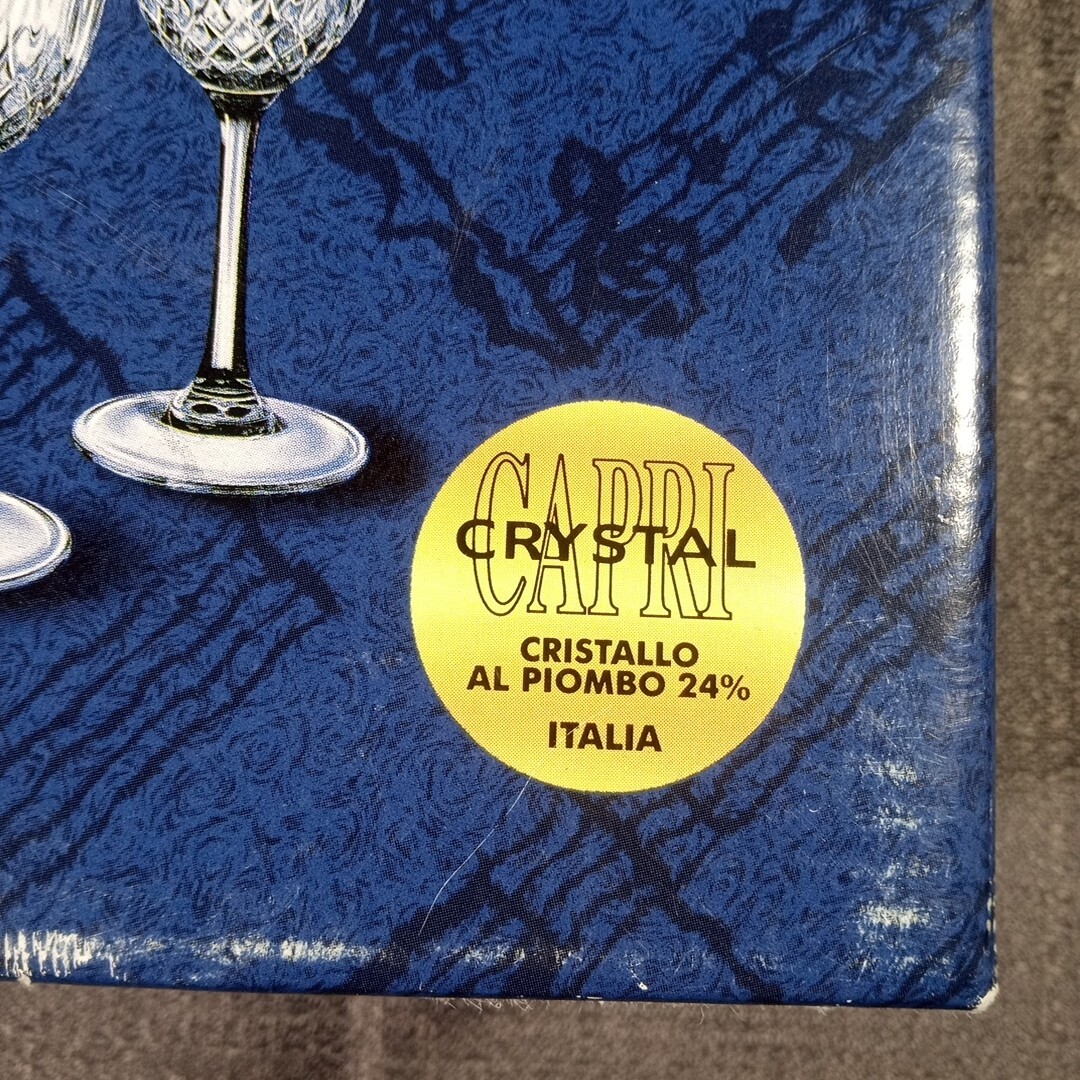 CAPRI
CRYSTAL
CRISTALLO
AL PIOMBO 24%
ITALIA